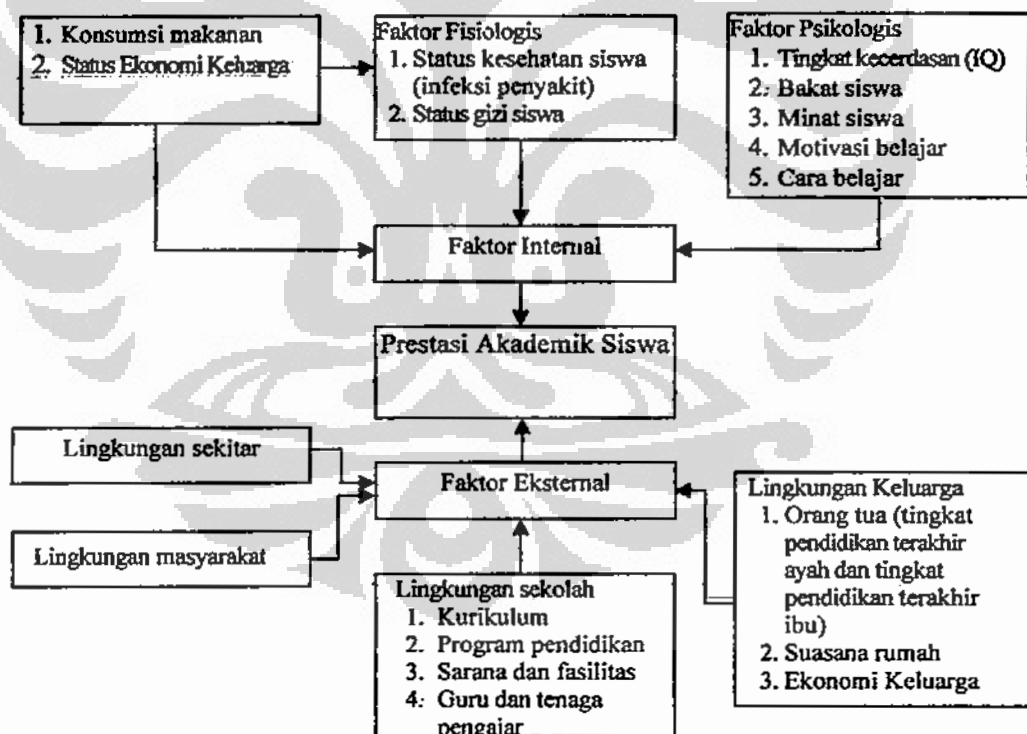 1. Konsumsi makanan
2. Status Ekonomi Keluarga
Faktor Fisiologis
1. Status kesehatan siswa
(infeksi penyakit)
2. Status gizi siswa
Faktor Psikologis
1. Tingkat kecerdasan (IQ)
2. Bakat siswa
3. Minat siswa
4. Motivasi belajar
5. Cara belajar
Faktor Internal
Prestasi Akademik Siswa
Lingkungan sekitar
Faktor Eksternal
Lingkungan masyarakat
Lingkungan sekolah
1. Kurikulum
2. Program pendidikan
3. Sarana dan fasilitas
4. Guru dan tenaga
pengajar
Lingkungan Keluarga
1. Orang tua (tingkat
pendidikan terakhir
ayah dan tingkat
pendidikan terakhir
ibu)
2. Suasana rumah
3. Ekonomi Keluarga